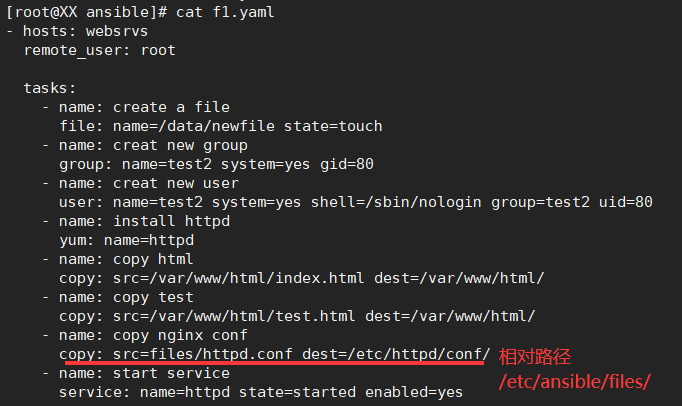 [root@XX ansible]# cat f1.yaml
- hosts: websrvs
  remote_user: root

  tasks:
    - name: create a file
      file: name=/data/newfile state=touch
    - name: creat new group
      group: name=test2 system=yes gid=80
    - name: creat new user
      user: name=test2 system=yes shell=/sbin/nologin group=test2 uid=80
    - name: install httpd
      yum: name=httpd
    - name: copy html
      copy: src=/var/www/html/index.html dest=/var/www/html/
    - name: copy test
      copy: src=/var/www/html/test.html dest=/var/www/html/
    - name: copy nginx conf
      copy: src=files/httpd.conf dest=/etc/httpd/conf/
相对路径
/etc/ansible/files/
    - name: start service
      service: name=httpd state=started enabled=yes